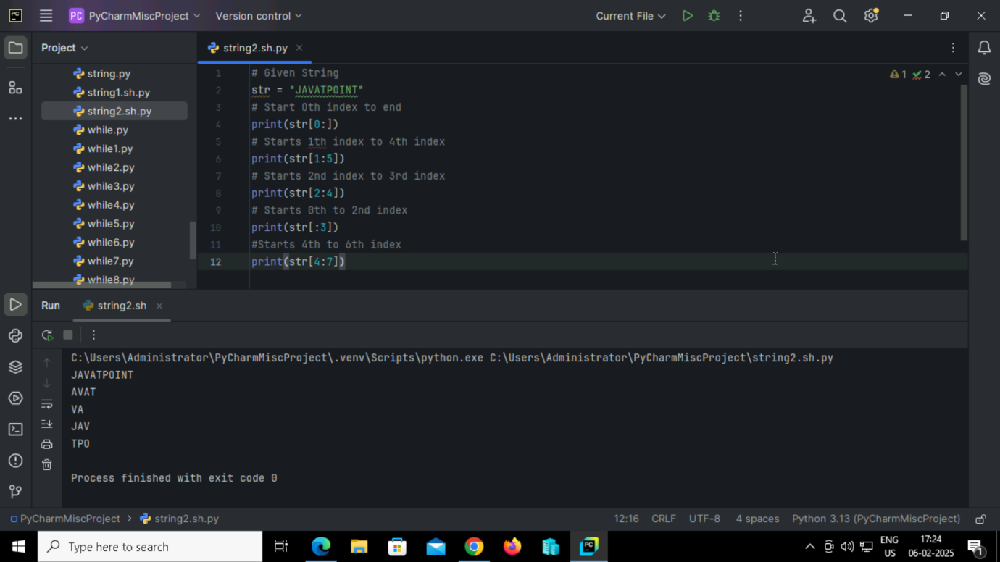 PC
PC PyCharmMiscProject Version control Current File
Project
string2.sh.py
string.py
string1.sh.py
string2.sh.py
while.py
while1.py
while2.py
while3.py
while4.py
while5.py
while6.py
while7.py
while8.py
1 2
1 # Given String
2 str = "JAVATPOINT"
3 # Start 0th index to end
4 print(str[0:])
5 # Starts 1th index to 4th index
6 print(str[1:5])
7 # Starts 2nd index to 3rd index
8 print(str[2:4])
9 # Starts 0th to 2nd index
10 print(str[:3])
11 #Starts 4th to 6th index
12 print(str[4:7])
Run string2.sh
C:\Users\Administrator\PyCharmMiscProject\.venv\Scripts\python.exe C:\Users\Administrator\PyCharmMiscProject\string2.sh.py
JAVATPOINT
AVAT
VA
JAV
TPO
Process finished with exit code 0
PyCharmMiscProject > string2.sh.py 12:16 CRLF UTF-8 4 spaces Python 3.13 (PyCharmMiscProject)
Type here to search
PC
ENG
US
17:24
06-02-2025
1